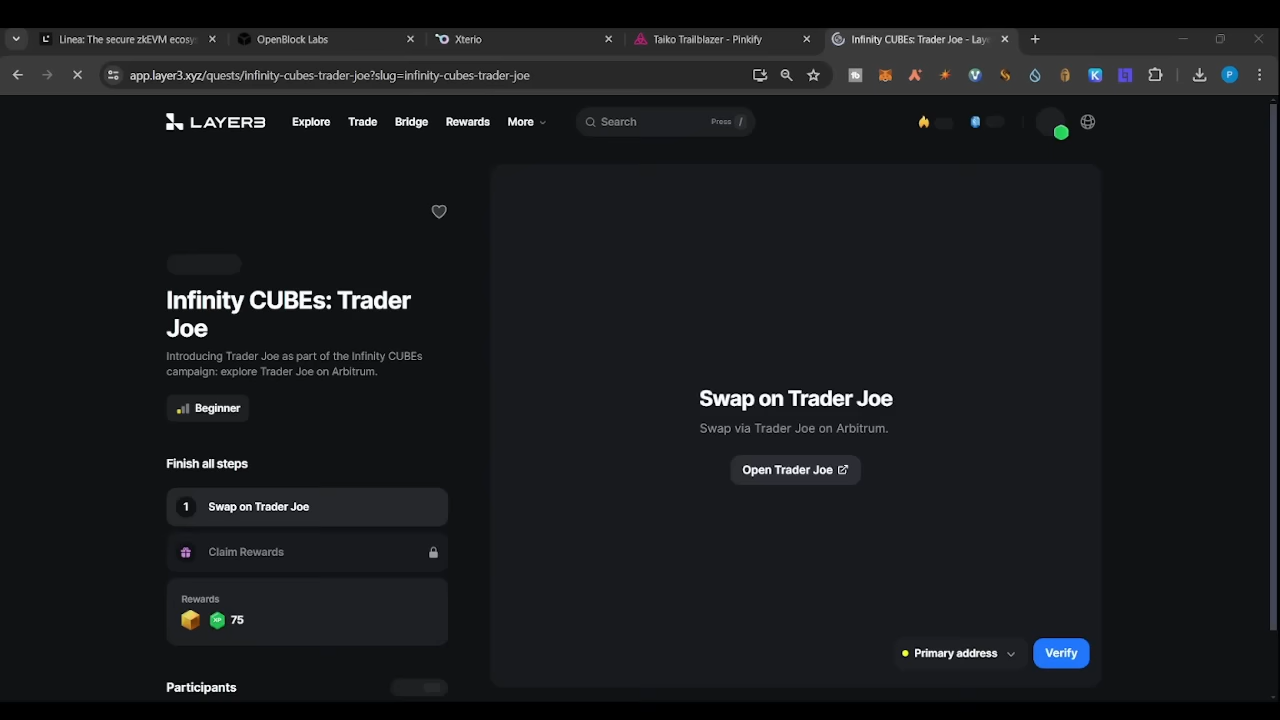 Linea: The secure zkEVM ecosy
OpenBlock Labs
Xterio
Taiko Trailblazer - Pinkify
Infinity CUBEs: Trader Joe - Lay
app.layer3.xyz/quests/infinity-cubes-trader-joe?slug=infinity-cubes-trader-joe
P
LAYER3
Explore
Trade
Bridge
Rewards
More
Search
Press /
Infinity CUBEs: Trader
Joe
Introducing Trader Joe as part of the Infinity CUBEs
campaign: explore Trader Joe on Arbitrum.
Beginner
Finish all steps
1 Swap on Trader Joe
Claim Rewards
Rewards
XP 75
Participants
Swap on Trader Joe
Swap via Trader Joe on Arbitrum.
Open Trader Joe
Primary address
Verify